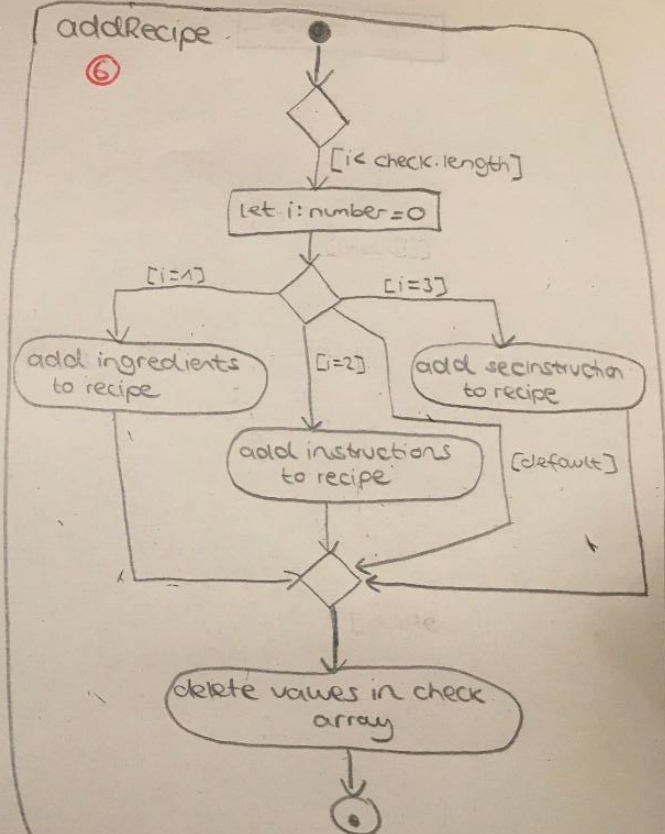 addRecipe
6
[i< check.length]
let i: number = 0
[i=1]
[i=3]
add ingredients
to recipe
[i=2]
add secinstruction
to recipe
add instructions
to recipe
[default]
delete values in check
array